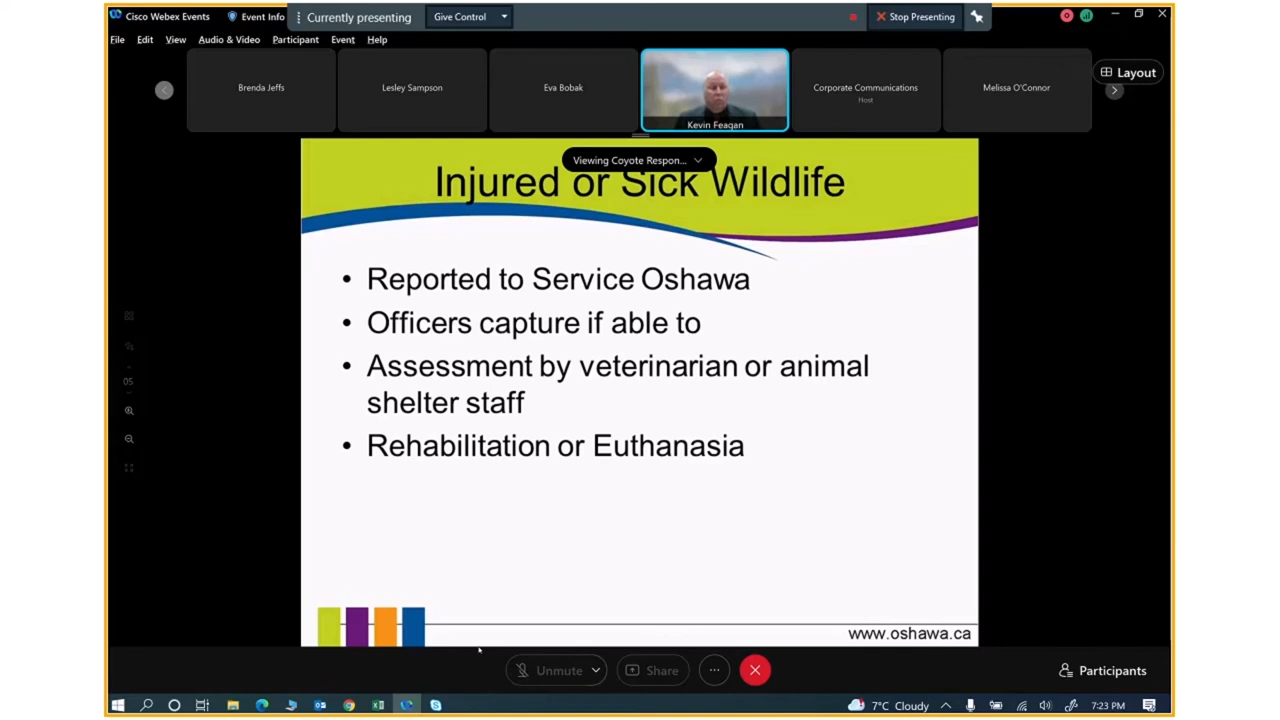 Cisco Webex Events
Event Info
Currently presenting
Give Control
Stop Presenting
File Edit View Audio & Video Participant Event Help
Brenda Jeffs
Lesley Sampson
Eva Bobak
Kevin Feagan
Corporate Communications
Host
Melissa O'Connor
Layout
Viewing Coyote Respon...
Injured or Sick Wildlife
• Reported to Service Oshawa
• Officers capture if able to
• Assessment by veterinarian or animal
shelter staff
• Rehabilitation or Euthanasia
05
www.oshawa.ca
Unmute
Share
Participants
7°C Cloudy
7:23 PM